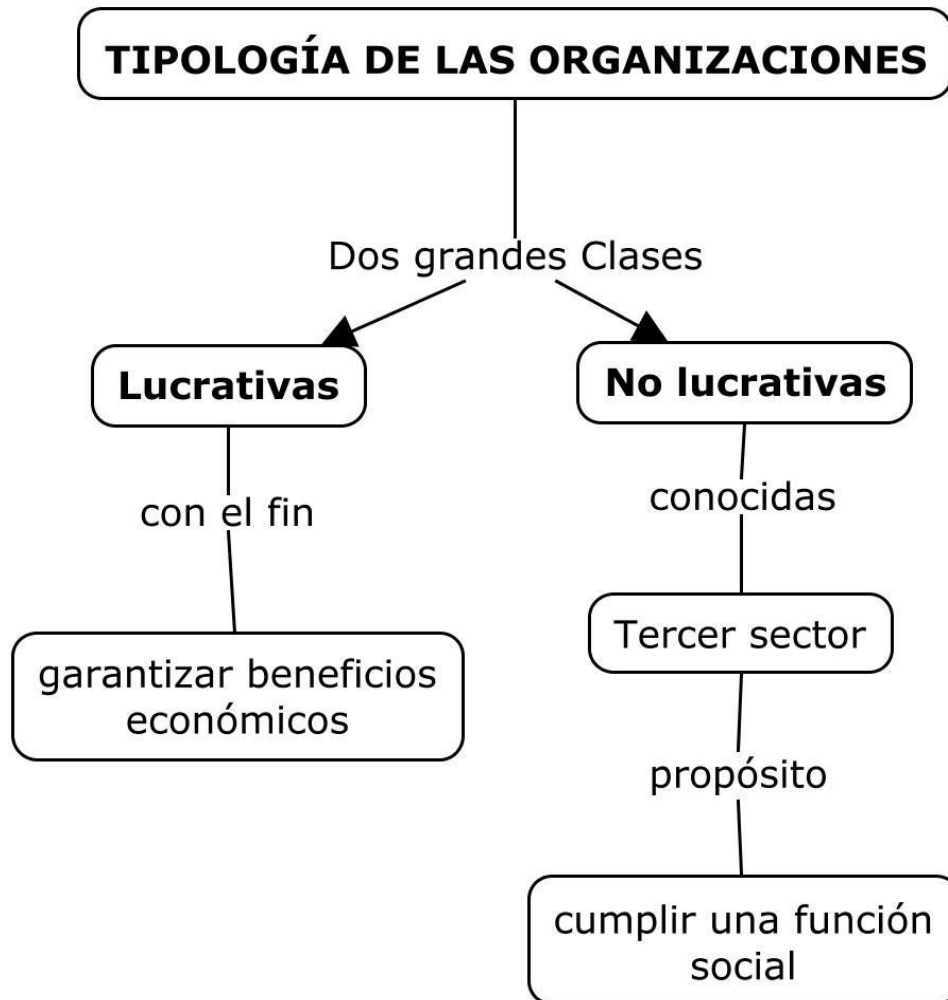 TIPOLOGÍA DE LAS ORGANIZACIONES
Dos grandes Clases
Lucrativas
No lucrativas
con el fin
conocidas
garantizar beneficios
económicos
Tercer sector
propósito
cumplir una función
social